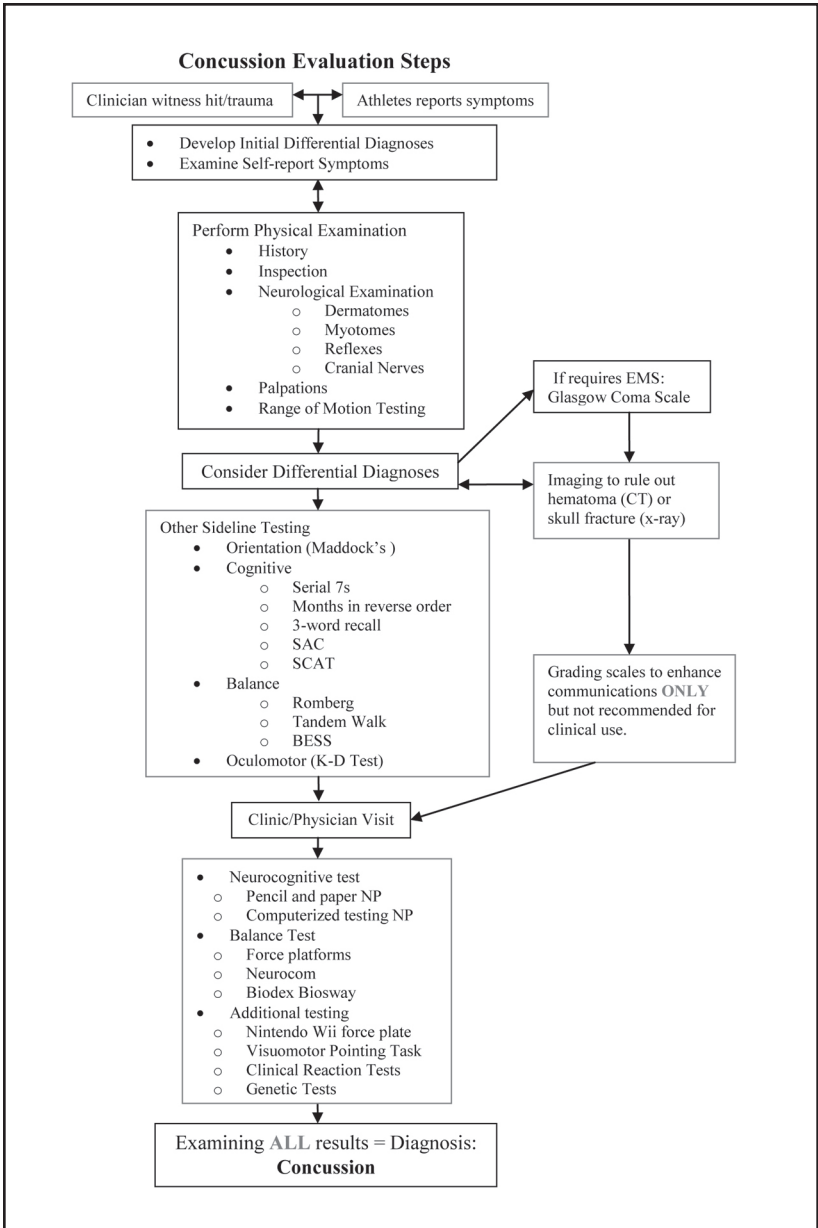 Concussion Evaluation Steps
Clinician witness hit/trauma
Athletes reports symptoms
• Develop Initial Differential Diagnoses
• Examine Self-report Symptoms
Perform Physical Examination
• History
• Inspection
• Neurological Examination
o Dermatomes
o Myotomes
o Reflexes
o Cranial Nerves
• Palpations
• Range of Motion Testing
If requires EMS:
Glasgow Coma Scale
Consider Differential Diagnoses
Imaging to rule out
hematoma (CT) or
skull fracture (x-ray)
Other Sideline Testing
• Orientation (Maddock's )
• Cognitive
o Serial 7s
o Months in reverse order
o 3-word recall
o SAC
o SCAT
• Balance
o Romberg
o Tandem Walk
o BESS
• Oculomotor (K-D Test)
Grading scales to enhance
communications ONLY
but not recommended for
clinical use.
Clinic/Physician Visit
• Neurocognitive test
o Pencil and paper NP
o Computerized testing NP
• Balance Test
o Force platforms
o Neurocom
o Biodex Biosway
• Additional testing
o Nintendo Wii force plate
o Visuomotor Pointing Task
o Clinical Reaction Tests
o Genetic Tests
Examining ALL results = Diagnosis:
Concussion